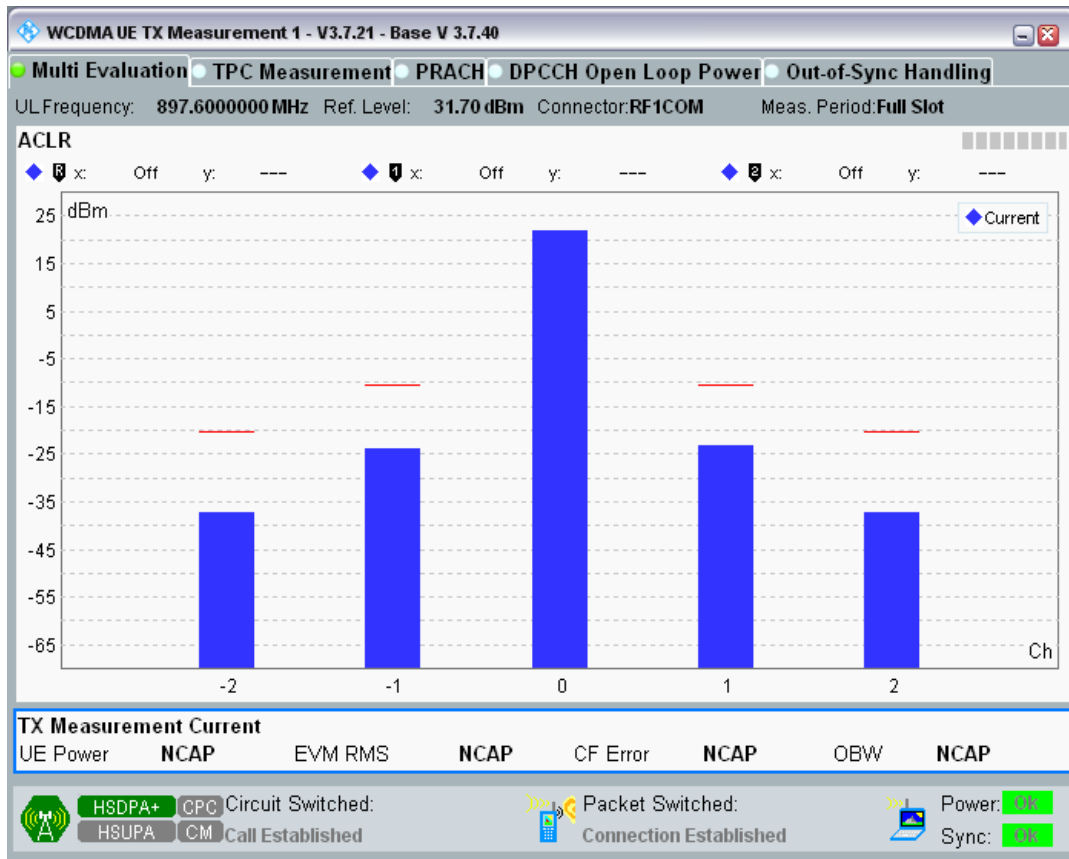 WCDMA UE TX Measurement 1 - V3.7.21 - Base V 3.7.40
Multi Evaluation TPC Measurement PRACH DPCCH Open Loop Power Out-of-Sync Handling
UL Frequency: 897.6000000 MHz Ref. Level: 31.70 dBm Connector:RF1COM Meas. Period:Full Slot
ACLR
R x: Off y: --- 1 x: Off y: --- 2 x: Off y: ---
dBm
Current
25
15
5
-5
-15
-25
-35
-45
-55
-65
Ch
-2 -1 0 1 2
TX Measurement Current
UE Power NCAP EVM RMS NCAP CF Error NCAP OBW NCAP
HSDPA+ CPC Circuit Switched: Packet Switched: Power: Ok
HSUPA CM Call Established Connection Established Sync: Ok